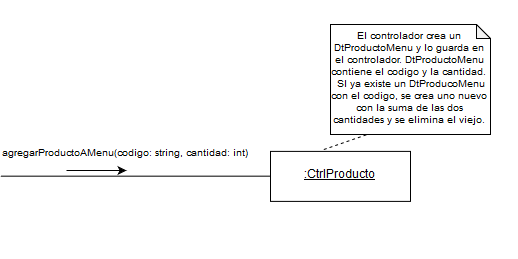 El controlador crea un
DtProductoMenu y lo guarda en
el controlador. DtProductoMenu
contiene el codigo y la cantidad.
SI ya existe un DtProducoMenu
con el codigo, se crea uno nuevo
con la suma de las dos
cantidades y se elimina el viejo.
agregarProductoAMenu(codigo: string, cantidad: int)
:CtrlProducto